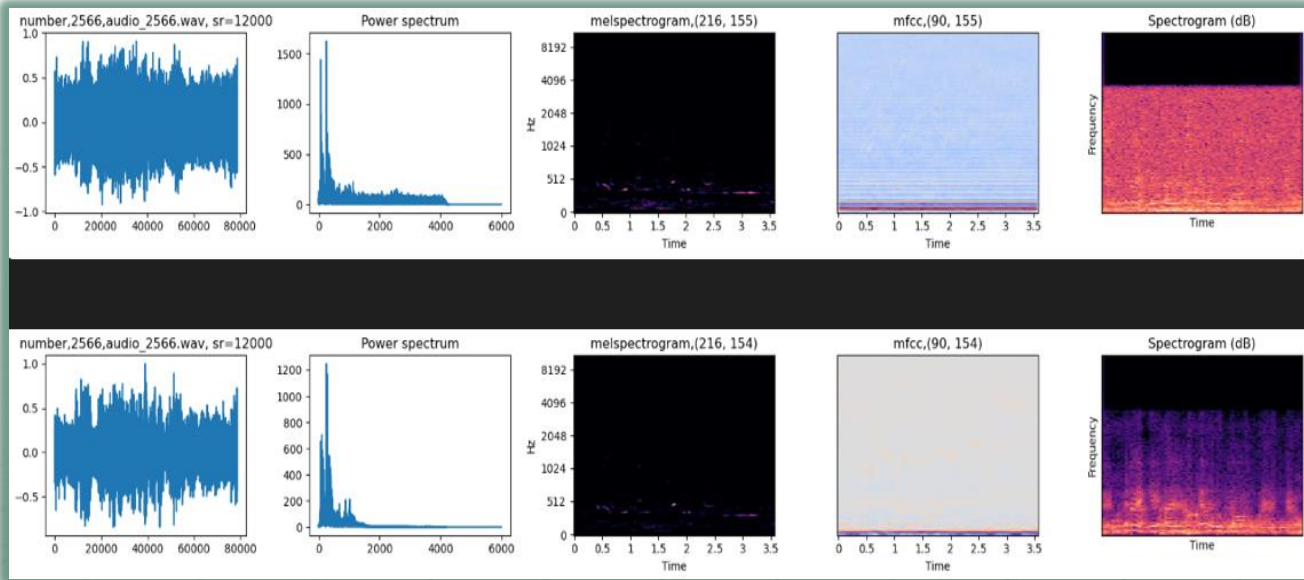 number,2566,audio_2566.wav, sr=12000
1.0
0.5
0.0
−0.5
−1.0
0 20000 40000 60000 80000
Power spectrum
1500
1000
500
0
0 2000 4000 6000
melspectrogram,(216, 155)
Hz
8192
4096
2048
1024
512
0
0 0.5 1 1.5 2 2.5 3 3.5
Time
mfcc,(90, 155)
0 0.5 1 1.5 2 2.5 3 3.5
Time
Spectrogram (dB)
Frequency
Time
number,2566,audio_2566.wav, sr=12000
1.0
0.5
0.0
−0.5
0 20000 40000 60000 80000
Power spectrum
1200
1000
800
600
400
200
0
0 2000 4000 6000
melspectrogram,(216, 154)
Hz
8192
4096
2048
1024
512
0
0 0.5 1 1.5 2 2.5 3 3.5
Time
mfcc,(90, 154)
0 0.5 1 1.5 2 2.5 3 3.5
Time
Spectrogram (dB)
Frequency
Time